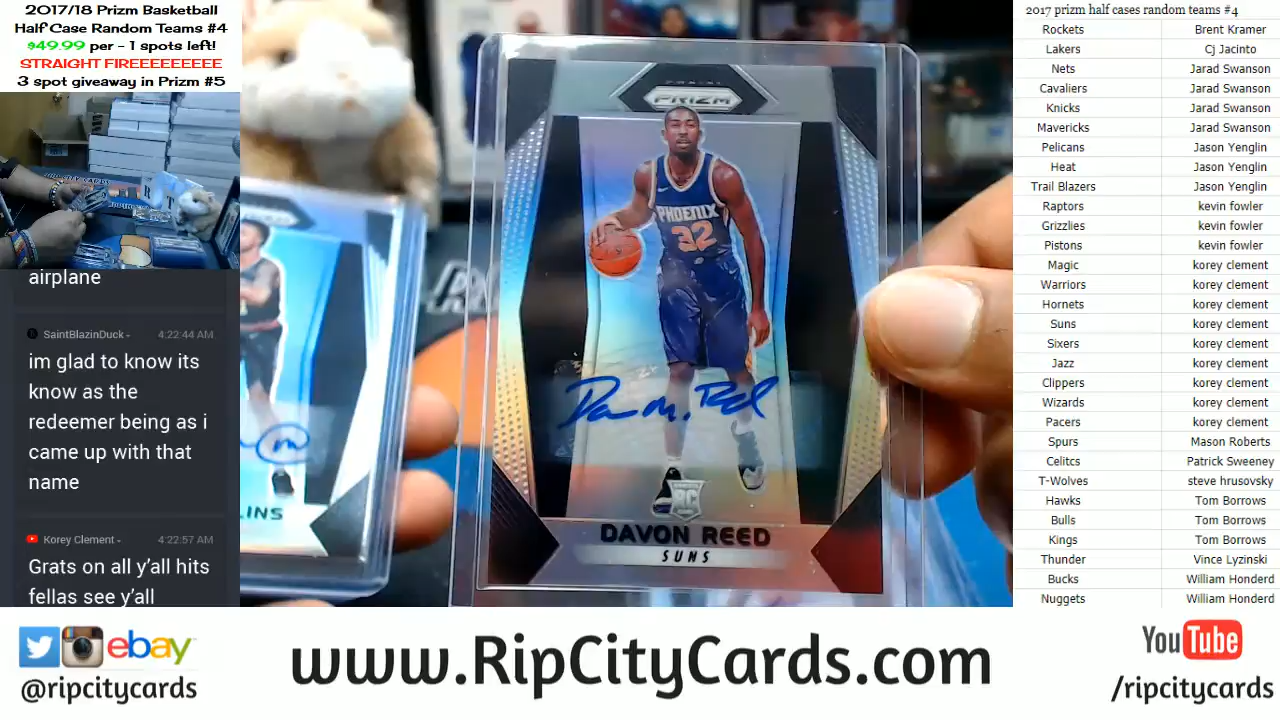 2017/18 Prizm Basketball
Half Case Random Teams #4
$49.99 per - 1 spots left!
STRAIGHT FIREEEEEEEEE
3 spot giveaway in Prizm #5
airplane
SaintBlazinDuck - 4:22:44 AM
im glad to know its
know as the
redeemer being as i
came up with that
name
Korey Clement - 4:22:57 AM
Grats on all y'all hits
fellas see y'all
LINS
PRIZM
PHOENIX
32
RC
DAVON REED
SUNS
2017 prizm half cases random teams #4
Rockets Brent Kramer
Lakers Cj Jacinto
Nets Jarad Swanson
Cavaliers Jarad Swanson
Knicks Jarad Swanson
Mavericks Jarad Swanson
Pelicans Jason Yenglin
Heat Jason Yenglin
Trail Blazers Jason Yenglin
Raptors kevin fowler
Grizzlies kevin fowler
Pistons kevin fowler
Magic korey clement
Warriors korey clement
Hornets korey clement
Suns korey clement
Sixers korey clement
Jazz korey clement
Clippers korey clement
Wizards korey clement
Pacers korey clement
Spurs Mason Roberts
Celitcs Patrick Sweeney
T-Wolves steve hrusovsky
Hawks Tom Borrows
Bulls Tom Borrows
Kings Tom Borrows
Thunder Vince Lyzinski
Bucks William Honderd
Nuggets William Honderd
ebay
@ripcitycards
www.RipCityCards.com
YouTube
/ripcitycards